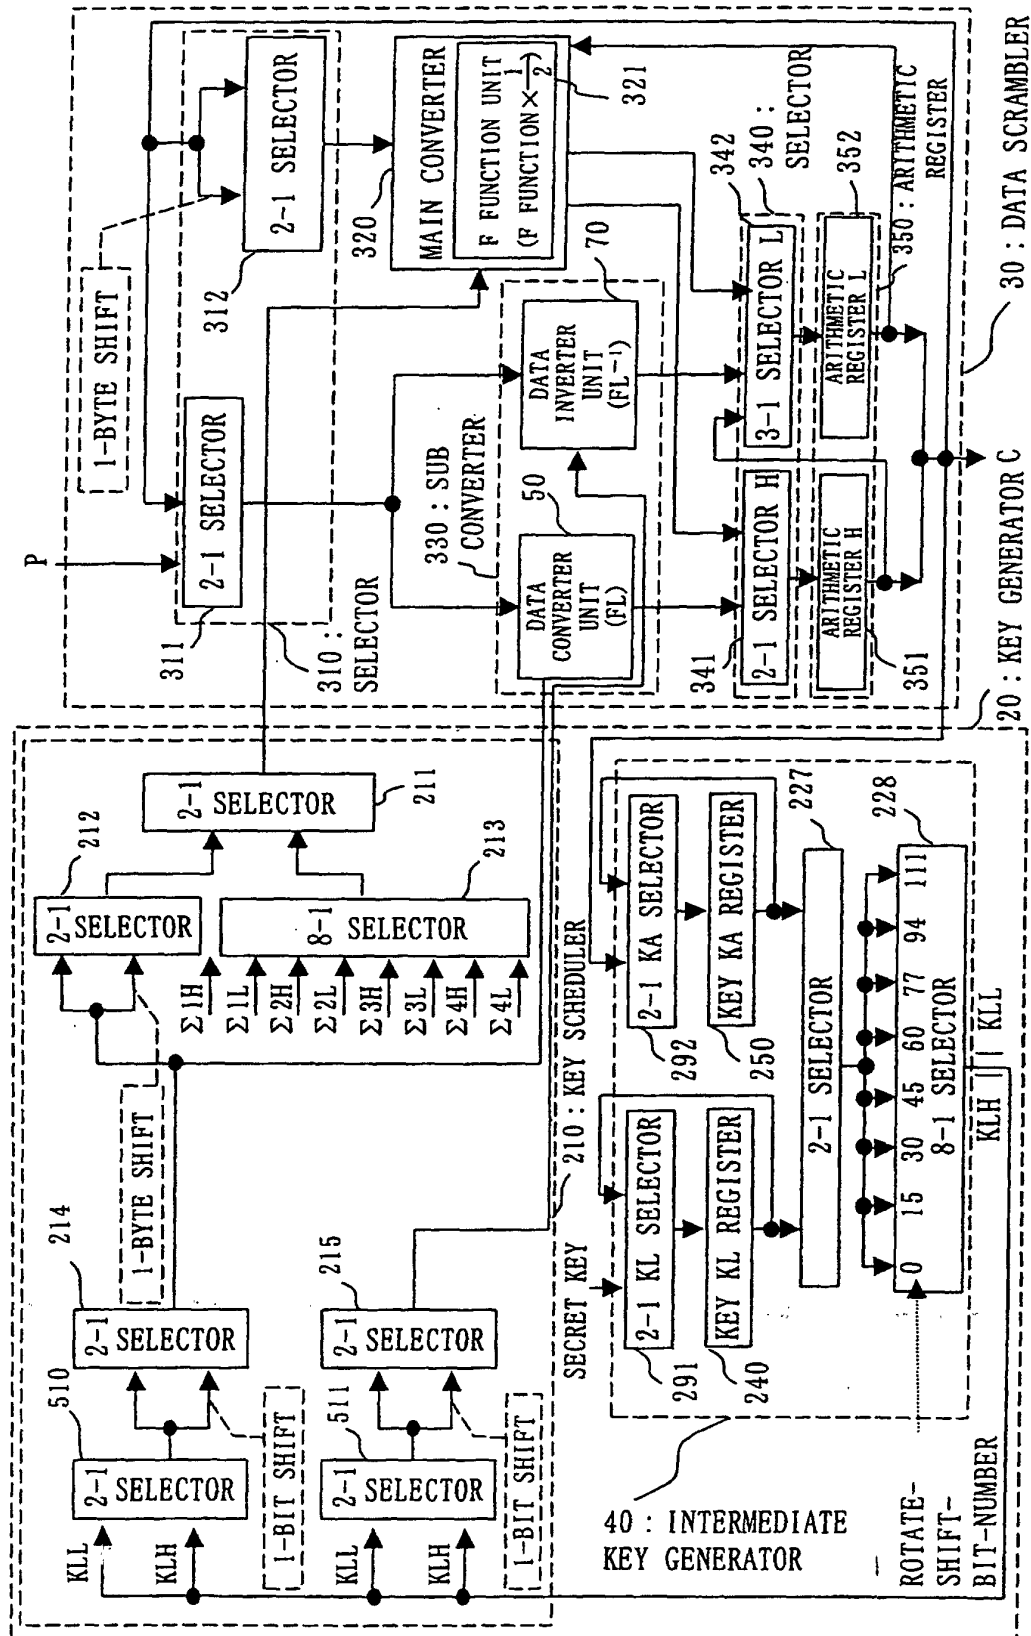 P
1-BYTE SHIFT
2-1 SELECTOR
311
2-1 SELECTOR
312
310 :
SELECTOR
MAIN CONVERTER
320
F FUNCTION UNIT
(F FUNCTION × 1/2)
321
330 : SUB
CONVERTER
DATA
CONVERTER
UNIT
(FL)
50
DATA
INVERTER
UNIT
(FL⁻¹)
70
2-1 SELECTOR H
341
3-1 SELECTOR L
342
340 :
SELECTOR
ARITHMETIC
REGISTER H
351
ARITHMETIC
REGISTER L
352
350 : ARITHMETIC
REGISTER
C
30 : DATA SCRAMBLER
20 : KEY GENERATOR
2-1
SELECTOR
211
2-1
SELECTOR
212
8-1
SELECTOR
213
Σ1H
Σ1L
Σ2H
Σ2L
Σ3H
Σ3L
Σ4H
Σ4L
1-BYTE SHIFT
2-1
SELECTOR
214
2-1
SELECTOR
215
2-1
SELECTOR
510
2-1
SELECTOR
511
1-BIT SHIFT
1-BIT SHIFT
KLL
KLH
KLL
KLH
210 : KEY SCHEDULER
SECRET KEY
2-1 KL SELECTOR
291
KEY KL REGISTER
240
2-1 KA SELECTOR
292
KEY KA REGISTER
250
2-1 SELECTOR
227
0 15 30 45 60 77 94 111
8-1 SELECTOR
228
KLH
KLL
40 : INTERMEDIATE
KEY GENERATOR
ROTATE-
SHIFT-
BIT-NUMBER